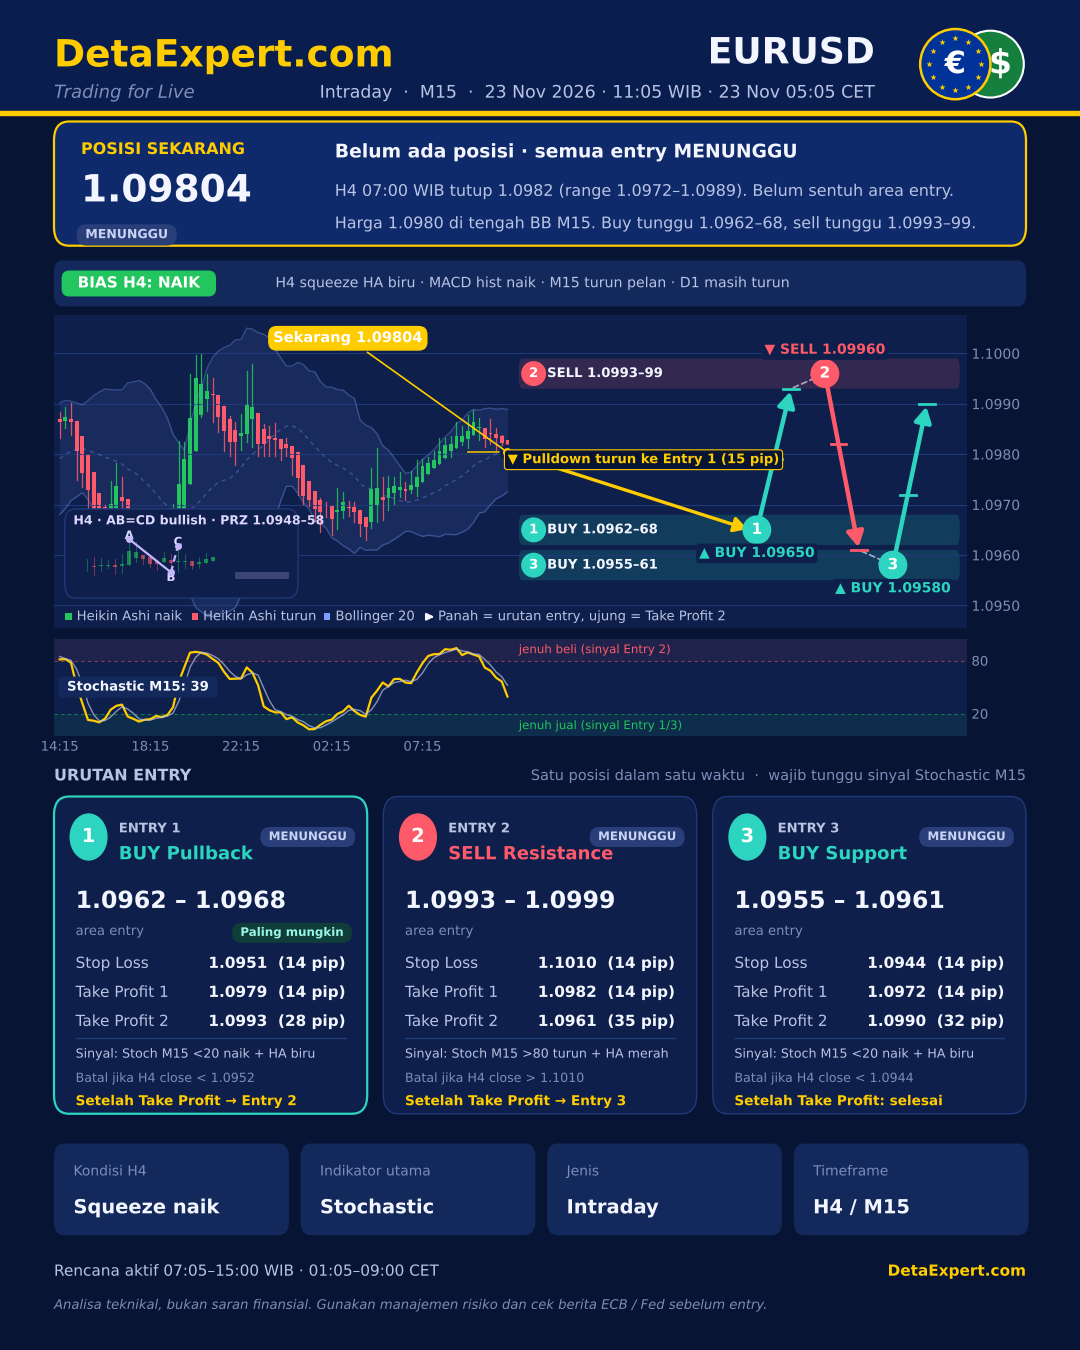 DetaExpert.com
EURUSD
€ $
Trading for Live
Intraday · M15 · 23 Nov 2026 · 11:05 WIB · 23 Nov 05:05 CET
POSISI SEKARANG
1.09804
MENUNGGU
Belum ada posisi · semua entry MENUNGGU
H4 07:00 WIB tutup 1.0982 (range 1.0972–1.0989). Belum sentuh area entry.
Harga 1.0980 di tengah BB M15. Buy tunggu 1.0962–68, sell tunggu 1.0993–99.
BIAS H4: NAIK
H4 squeeze HA biru · MACD hist naik · M15 turun pelan · D1 masih turun
Sekarang 1.09804
▼ SELL 1.09960
2 SELL 1.0993–99
2
▼ Pulldown turun ke Entry 1 (15 pip)
1 BUY 1.0962–68
1
▲ BUY 1.09650
3 BUY 1.0955–61
3
▲ BUY 1.09580
1.1000
1.0990
1.0980
1.0970
1.0960
1.0950
H4 · AB=CD bullish · PRZ 1.0948–58
A
C
B
Heikin Ashi naik
Heikin Ashi turun
Bollinger 20
Panah = urutan entry, ujung = Take Profit 2
jenuh beli (sinyal Entry 2)
80
Stochastic M15: 39
20
jenuh jual (sinyal Entry 1/3)
14:15 18:15 22:15 02:15 07:15
URUTAN ENTRY
Satu posisi dalam satu waktu · wajib tunggu sinyal Stochastic M15
1
ENTRY 1
MENUNGGU
BUY Pullback
1.0962 – 1.0968
area entry
Paling mungkin
Stop Loss 1.0951 (14 pip)
Take Profit 1 1.0979 (14 pip)
Take Profit 2 1.0993 (28 pip)
Sinyal: Stoch M15 <20 naik + HA biru
Batal jika H4 close < 1.0952
Setelah Take Profit → Entry 2
2
ENTRY 2
MENUNGGU
SELL Resistance
1.0993 – 1.0999
area entry
Stop Loss 1.1010 (14 pip)
Take Profit 1 1.0982 (14 pip)
Take Profit 2 1.0961 (35 pip)
Sinyal: Stoch M15 >80 turun + HA merah
Batal jika H4 close > 1.1010
Setelah Take Profit → Entry 3
3
ENTRY 3
MENUNGGU
BUY Support
1.0955 – 1.0961
area entry
Stop Loss 1.0944 (14 pip)
Take Profit 1 1.0972 (14 pip)
Take Profit 2 1.0990 (32 pip)
Sinyal: Stoch M15 <20 naik + HA biru
Batal jika H4 close < 1.0944
Setelah Take Profit: selesai
Kondisi H4
Squeeze naik
Indikator utama
Stochastic
Jenis
Intraday
Timeframe
H4 / M15
Rencana aktif 07:05–15:00 WIB · 01:05–09:00 CET
DetaExpert.com
Analisa teknikal, bukan saran finansial. Gunakan manajemen risiko dan cek berita ECB / Fed sebelum entry.